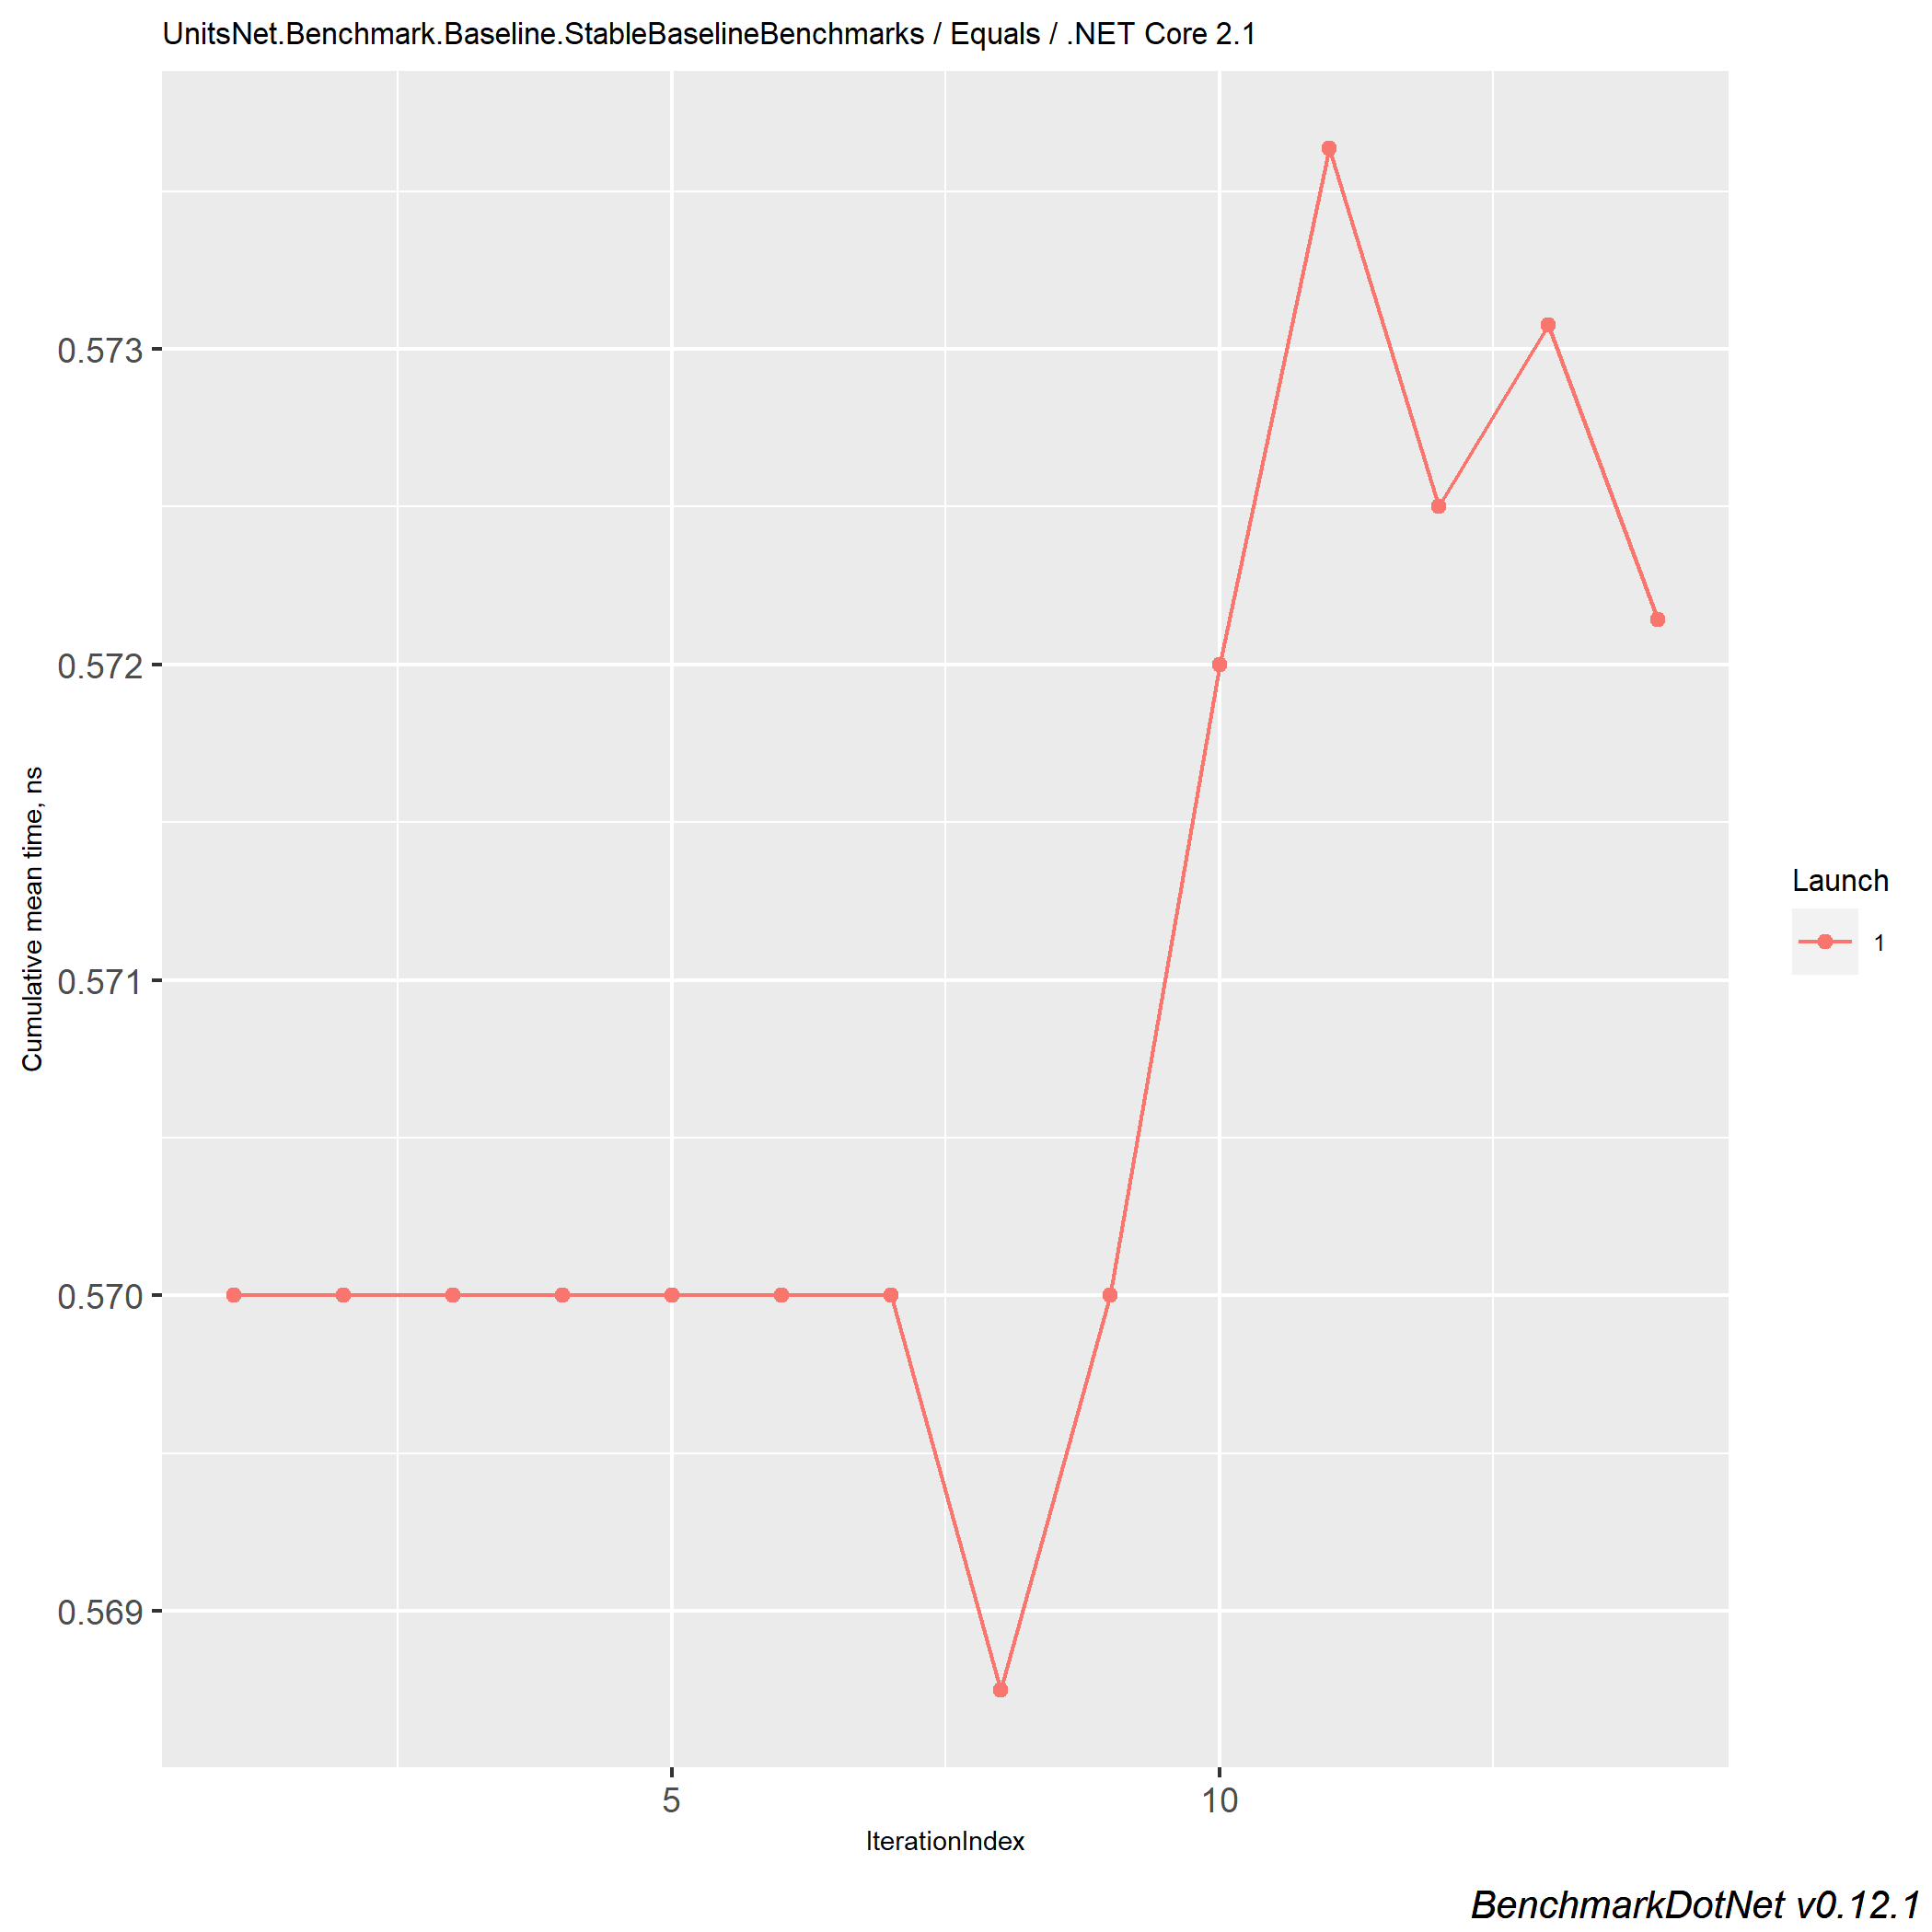 UnitsNet.Benchmark.Baseline.StableBaselineBenchmarks / Equals / .NET Core 2.1
Cumulative mean time, ns
0.573
0.572
0.571
0.570
0.569
5
10
IterationIndex
Launch
1
BenchmarkDotNet v0.12.1